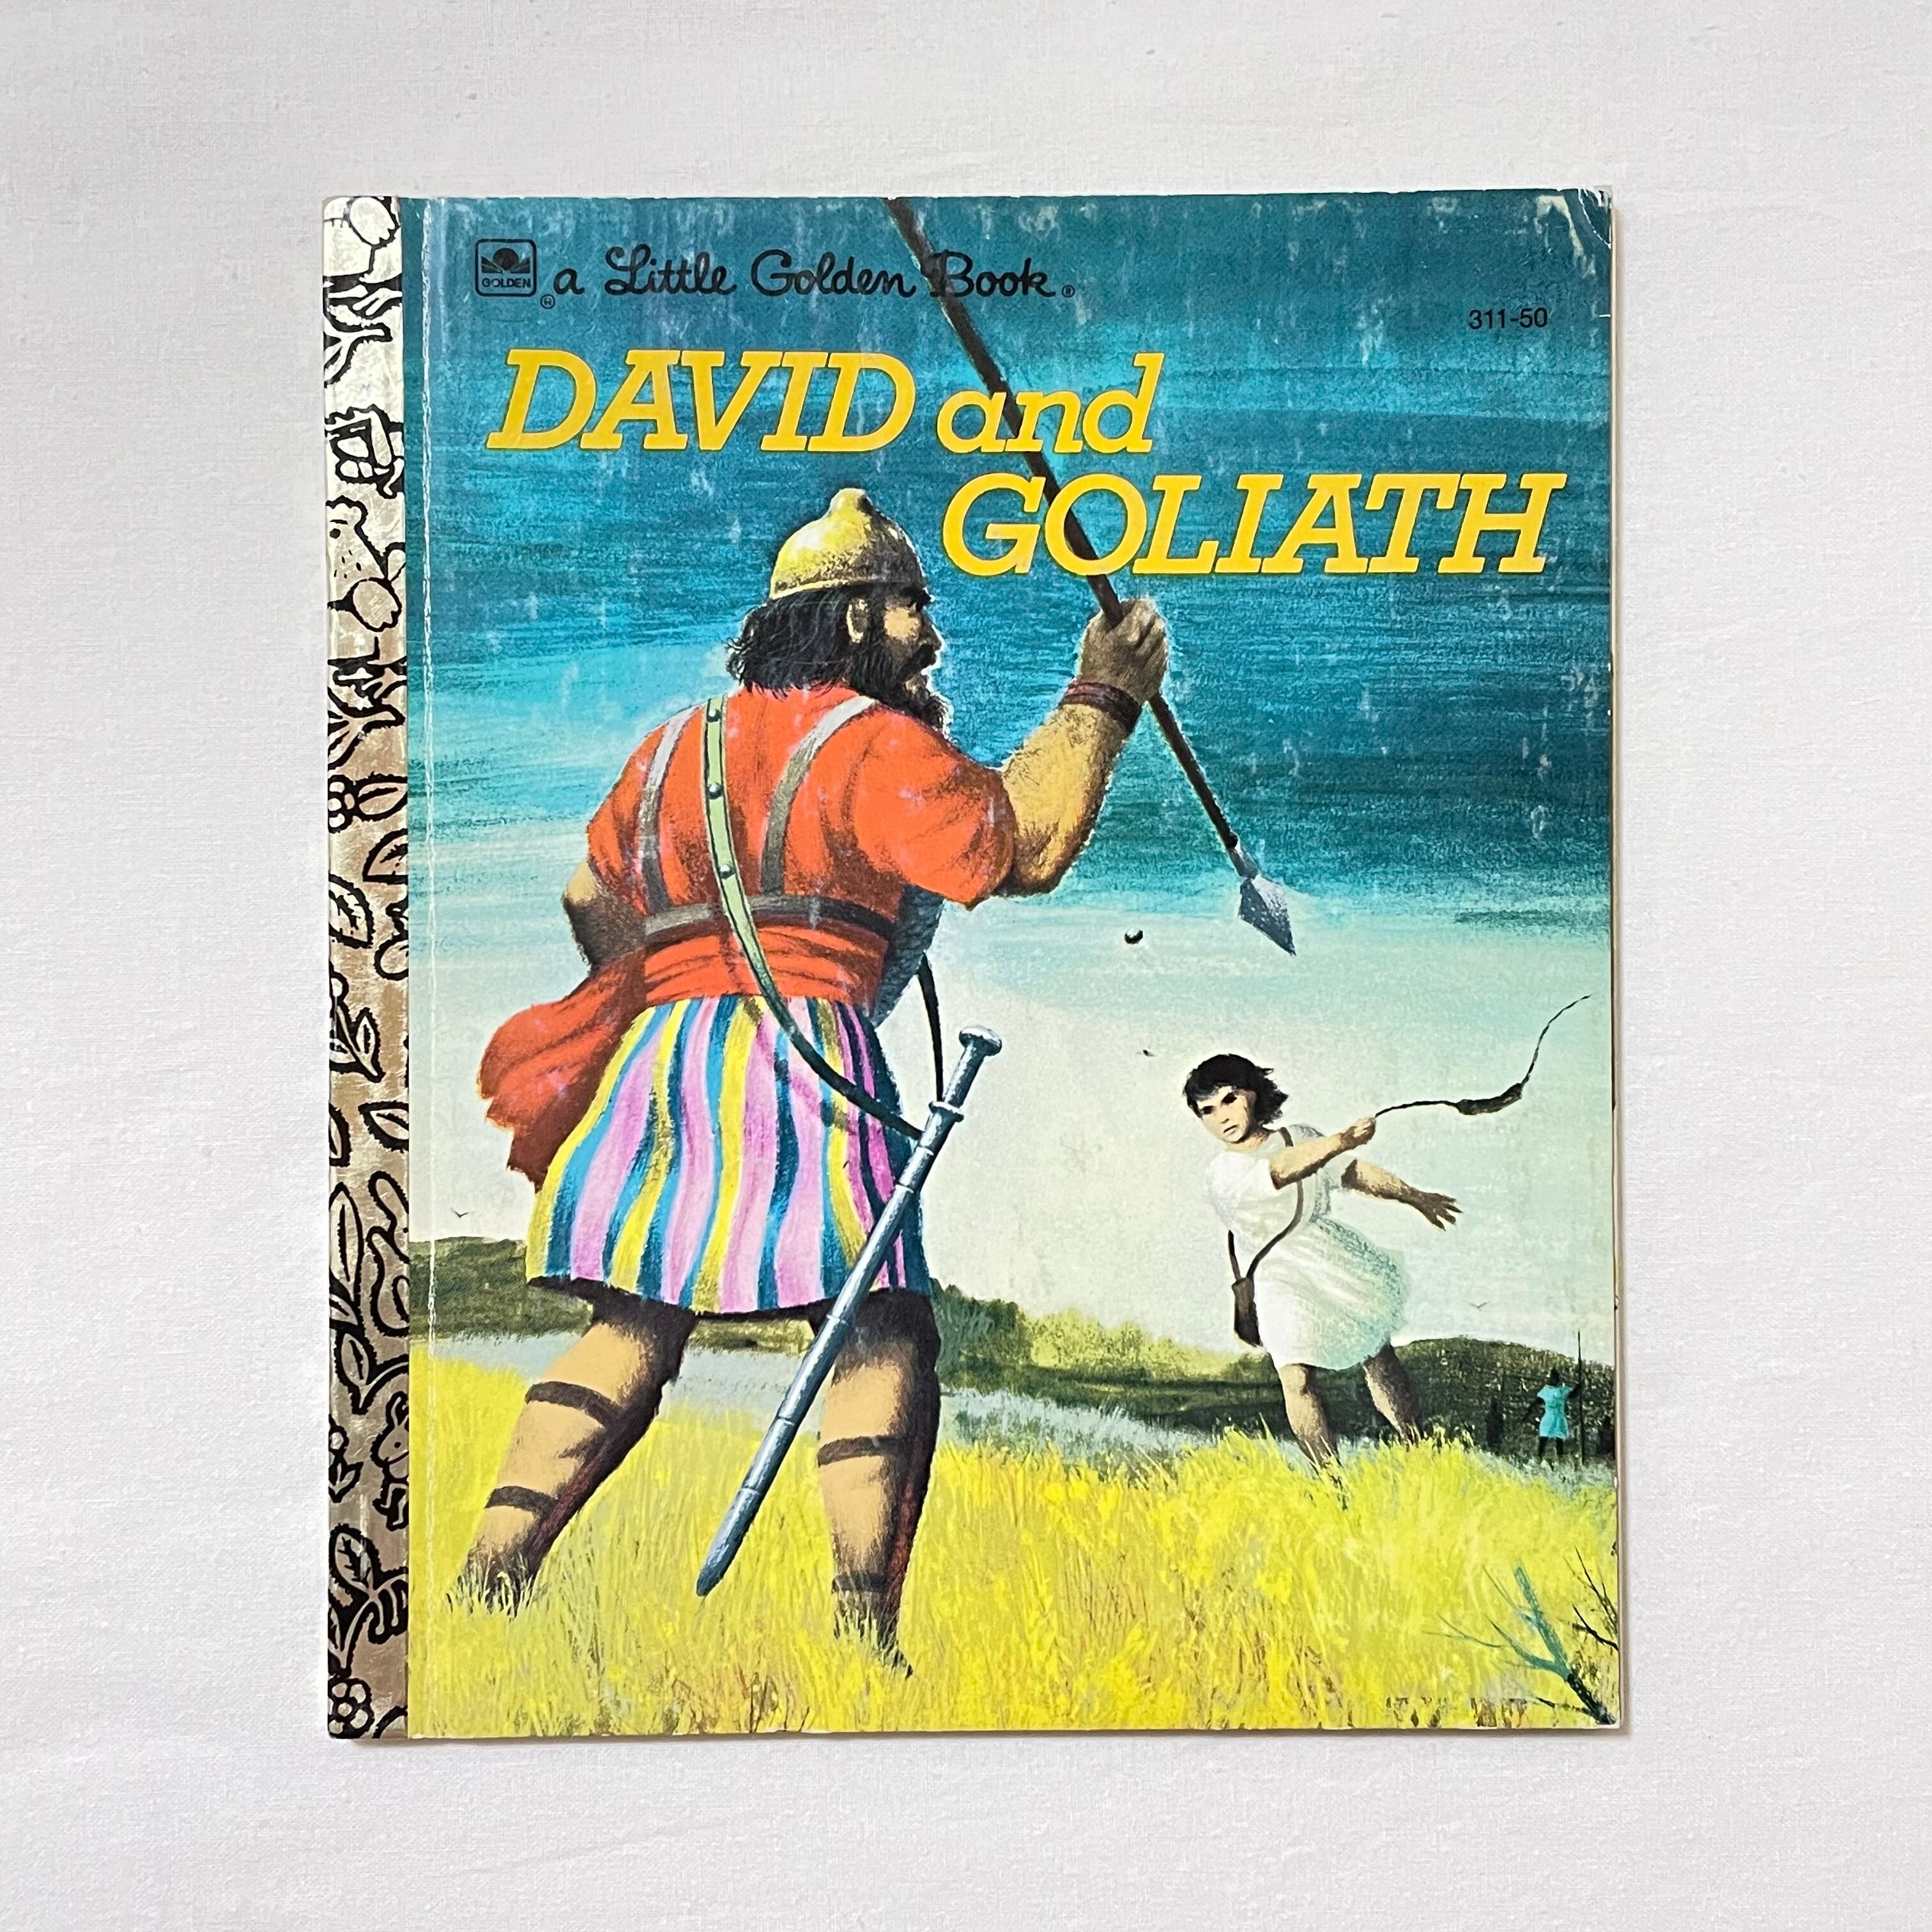 GOLDEN ® a Little Golden Book®
311-50
DAVID and
GOLIATH